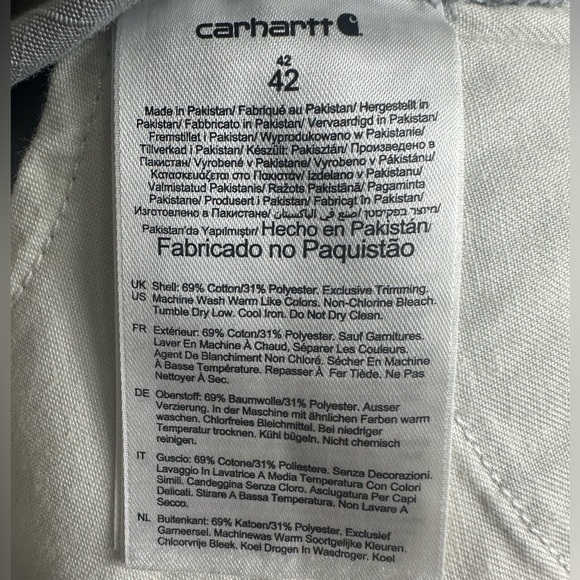 carhartt
42
42
Made in Pakistan/ Fabriqué au Pakistan/ Hergestellt in
Pakistan/ Fabbricato in Pakistan/ Vervaardigd in Pakistan/
Fremstillet i Pakistan/ Wyprodukowano w Pakistanie/
Tillverkad i Pakistan/ Készült: Pakisztán/ Произведено в
Пакистан/ Vyrobené v Pakistane/ Vyrobeno v Pákistánu/
Κατασκευάζεται στο Πακιστάν/ Izdelano v Pakistanu/
Valmistatud Pakistanis/ Ražots Pakistānā/ Pagaminta
Pakistane/ Produsert i Pakistan/ Fabricat în Pakistan/
Изготовлено в Пакистане/ صنع في الباكستان/ מיוצר בפקיסטן/
Pakistan'da Yapılmıştır/ Hecho en Pakistán/
Fabricado no Paquistão
UK Shell: 69% Cotton/31% Polyester. Exclusive Trimming.
US Machine Wash Warm Like Colors. Non-Chlorine Bleach.
Tumble Dry Low. Cool Iron. Do Not Dry Clean.
FR Extérieur: 69% Coton/31% Polyester. Sauf Garnitures.
Laver En Machine À Chaud, Séparer Les Couleurs.
Agent De Blanchiment Non Chloré. Sécher En Machine
À Basse Température. Repasser À Fer Tiède. Ne Pas
Nettoyer À Sec.
DE Oberstoff: 69% Baumwolle/31% Polyester. Ausser
Verzierung. In der Maschine mit ähnlichen Farben warm
waschen. Chlorfreies Bleichmittel. Bei niedriger
Temperatur trocknen. Kühl bügeln. Nicht chemisch
reinigen.
IT Guscio: 69% Cotone/31% Poliestere. Senza Decorazioni.
Lavaggio In Lavatrice A Media Temperatura Con Colori
Simili. Candeggina Senza Cloro. Asciugatura Per Capi
Delicati. Stirare A Bassa Temperatura. Non Lavare A
Secco.
NL Buitenkant: 69% Katoen/31% Polyester. Exclusief
Garneersel. Machinewas Warm Soortgelijke Kleuren.
Chloorvrije Bleek. Koel Drogen In Wasdroger. Koel